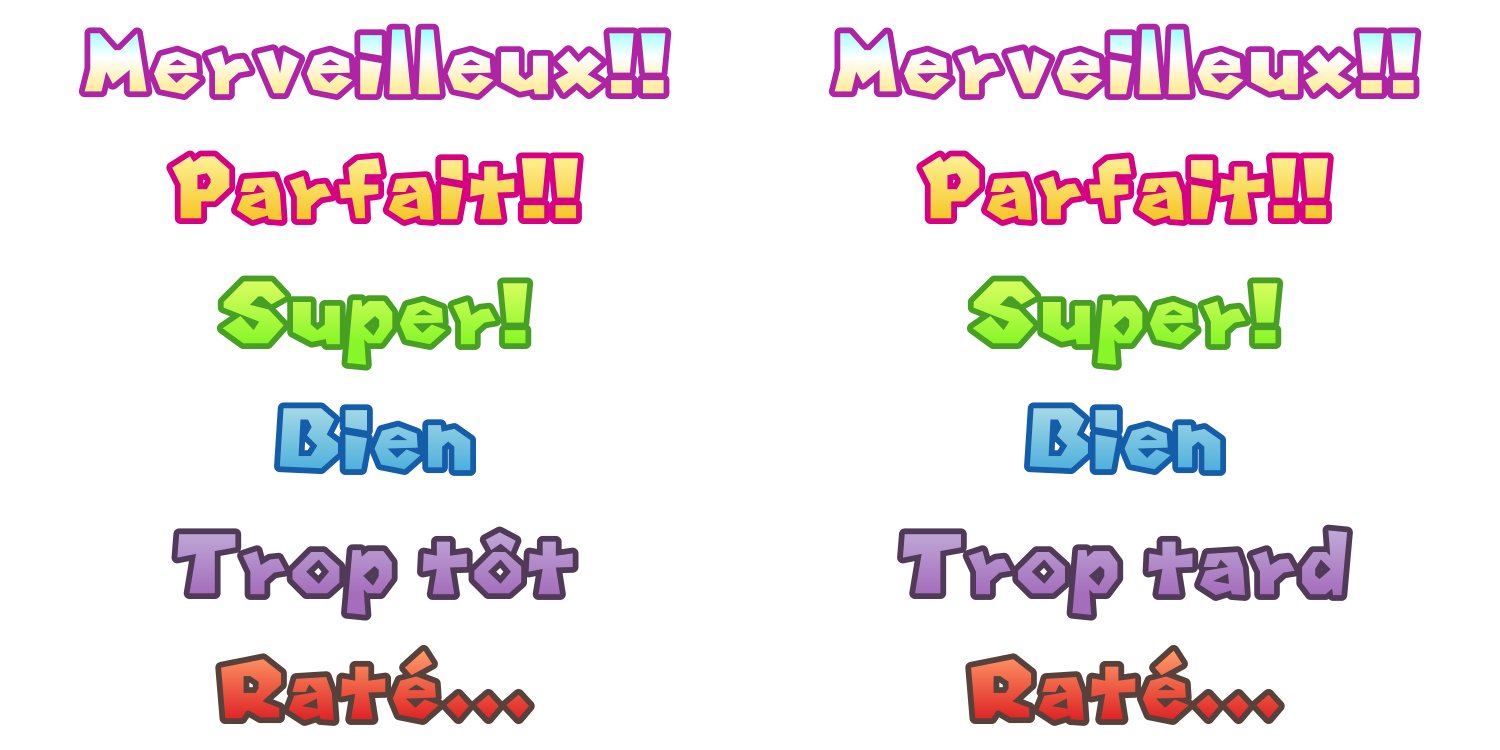 Merveilleux!! Merveilleux!!
Parfait!! Parfait!!
Super! Super!
Bien Bien
Trop tôt Trop tard
Raté... Raté...